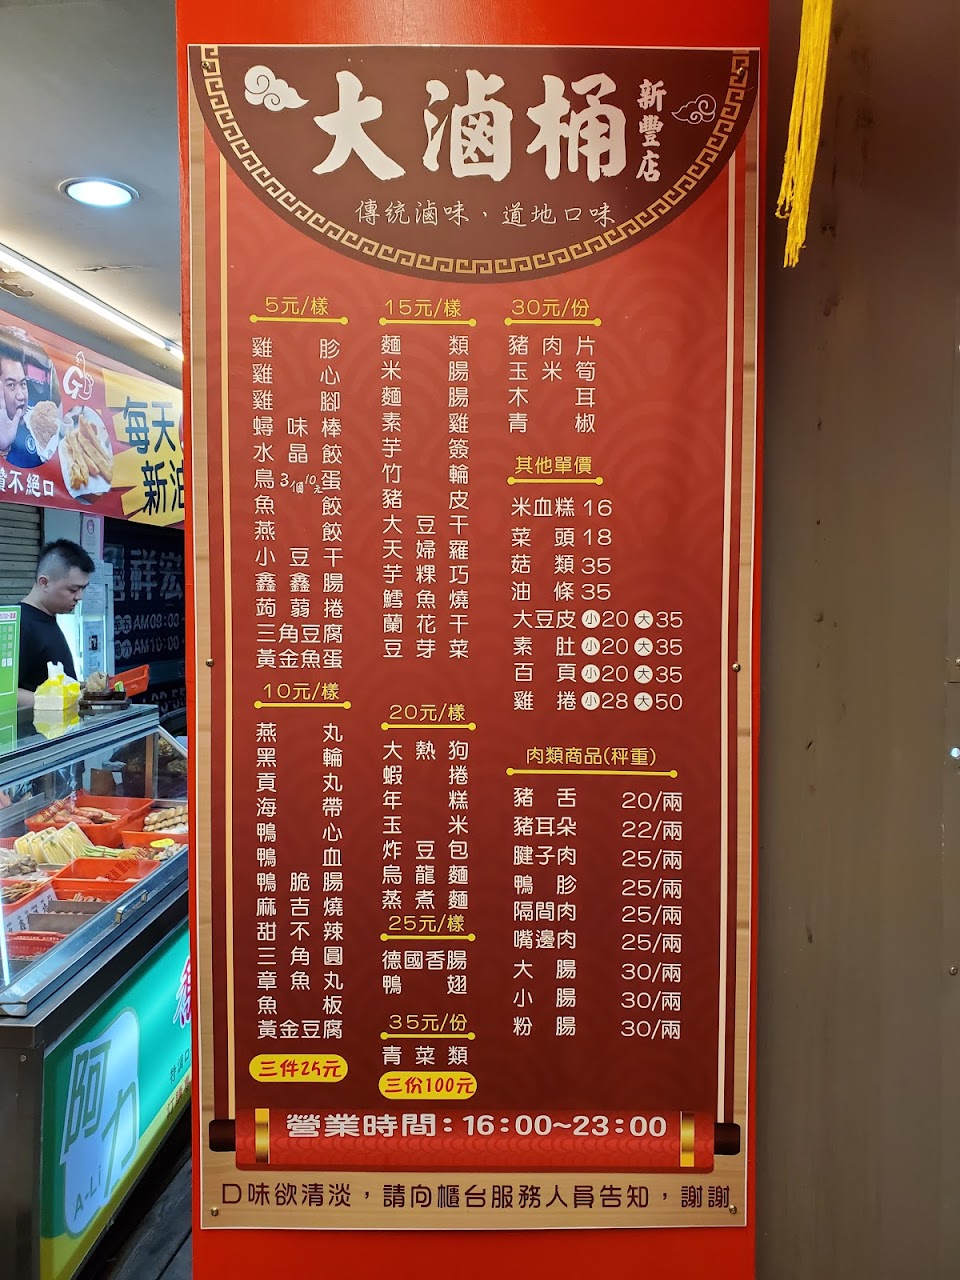 大滷桶
新豐店
傳統滷味，道地口味
5元/樣
雞胗
雞心
雞腳
蟳味棒
水晶餃
鳥蛋 3個10元
魚餃
燕餃
小豆干
鑫鑫腸
蒟蒻捲
三角豆腐
黃金魚蛋
10元/樣
燕丸
黑輪
貢丸
海帶
鴨心
鴨血
鴨脆腸
麻吉燒
甜不辣
三角圓
章魚丸
魚板
黃金豆腐
三件25元
15元/樣
麵類
米腸
麵腸
素雞
芋簽
竹輪
豬皮
大豆干
天婦羅
芋粿巧
鱈魚燒
蘭花干
豆芽菜
20元/樣
大熱狗
蝦捲
年糕
玉米
炸豆包
烏龍麵
蒸煮麵
25元/樣
德國香腸
鴨翅
35元/份
青菜類
三份100元
30元/份
豬肉片
玉米筍
木耳
青椒
其他單價
米血糕 16
菜頭 18
菇類 35
油條 35
大豆皮 小20 大35
素肚 小20 大35
百頁 小20 大35
雞捲 小28 大50
肉類商品(秤重)
豬舌 20/兩
豬耳朵 22/兩
腱子肉 25/兩
鴨胗 25/兩
隔間肉 25/兩
嘴邊肉 25/兩
大腸 30/兩
小腸 30/兩
粉腸 30/兩
營業時間：16:00~23:00
口味欲清淡，請向櫃台服務人員告知，謝謝
每天
新油
讚不絕口
祥宏
阿力
A-Li